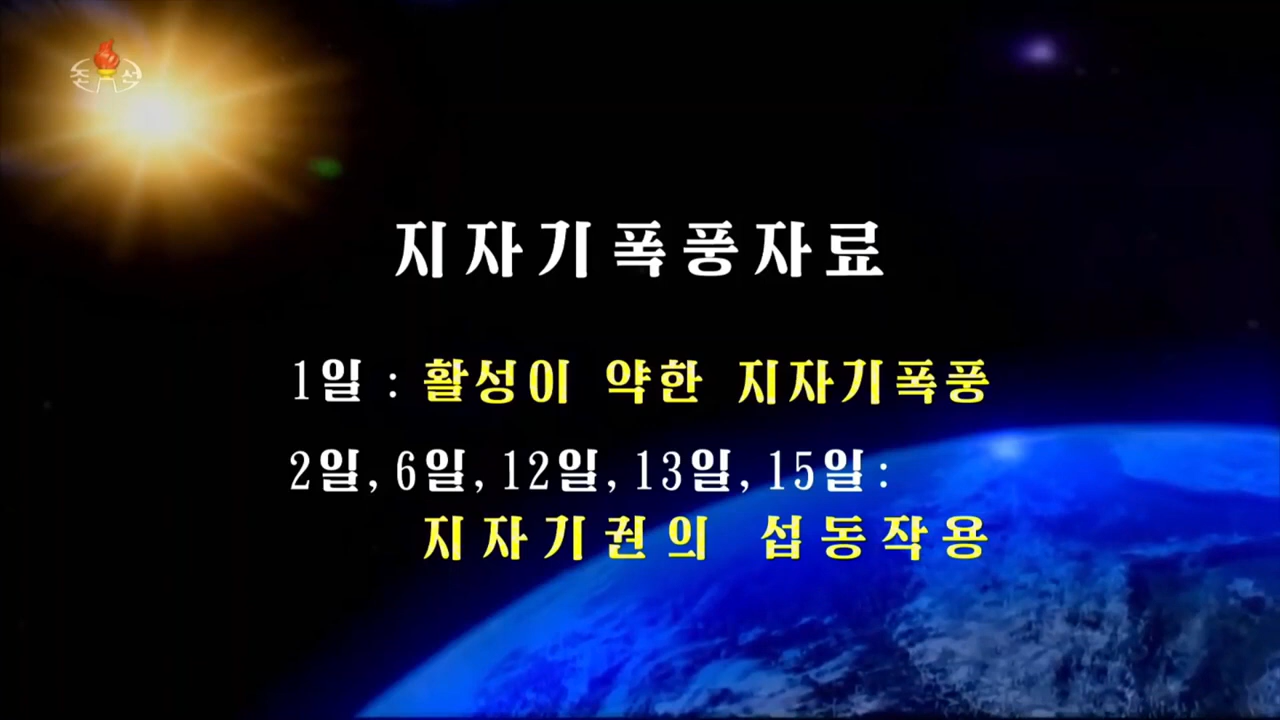 조선
지자기폭풍자료
1일 : 활성이 약한 지자기폭풍
2일, 6일, 12일, 13일, 15일:
지자기권의 섭동작용